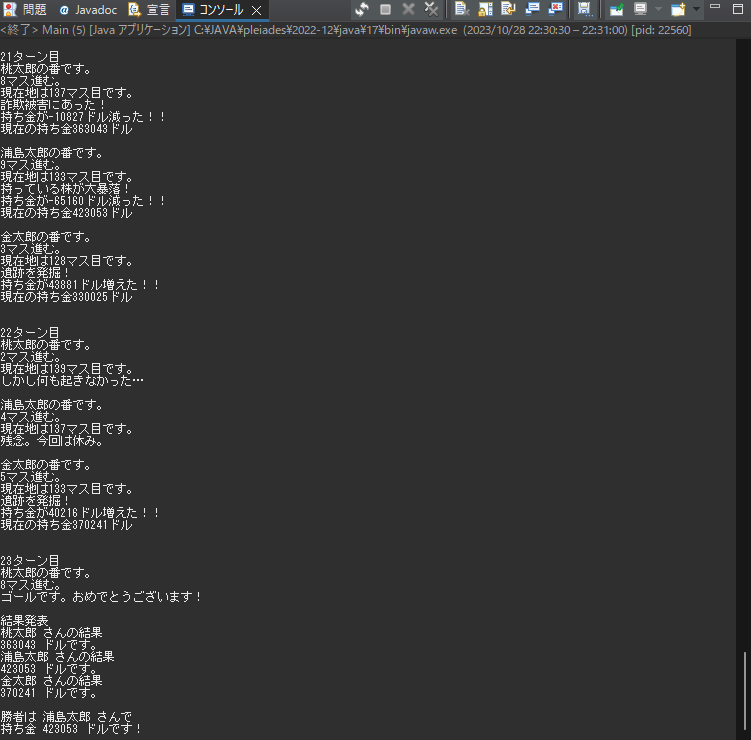 問題 @ Javadoc 宣言 コンソール
<終了> Main (5) [Java アプリケーション] C:¥JAVA¥pleiades¥2022-12¥java¥17¥bin¥javaw.exe (2023/10/28 22:30:30 – 22:31:00) [pid: 22560]
21ターン目
桃太郎の番です。
8マス進む。
現在地は137マス目です。
詐欺被害にあった！
持ち金が-10827ドル減った！！
現在の持ち金363043ドル
浦島太郎の番です。
9マス進む。
現在地は133マス目です。
持っている株が大暴落！
持ち金が-65160ドル減った！！
現在の持ち金423053ドル
金太郎の番です。
3マス進む。
現在地は128マス目です。
遺跡を発掘！
持ち金が43881ドル増えた！！
現在の持ち金330025ドル
22ターン目
桃太郎の番です。
2マス進む。
現在地は139マス目です。
しかし何も起きなかった…
浦島太郎の番です。
4マス進む。
現在地は137マス目です。
残念。今回は休み。
金太郎の番です。
5マス進む。
現在地は133マス目です。
遺跡を発掘！
持ち金が40216ドル増えた！！
現在の持ち金370241ドル
23ターン目
桃太郎の番です。
8マス進む。
ゴールです。おめでとうございます！
結果発表
桃太郎 さんの結果
363043 ドルです。
浦島太郎 さんの結果
423053 ドルです。
金太郎 さんの結果
370241 ドルです。
勝者は 浦島太郎 さんで
持ち金 423053 ドルです！